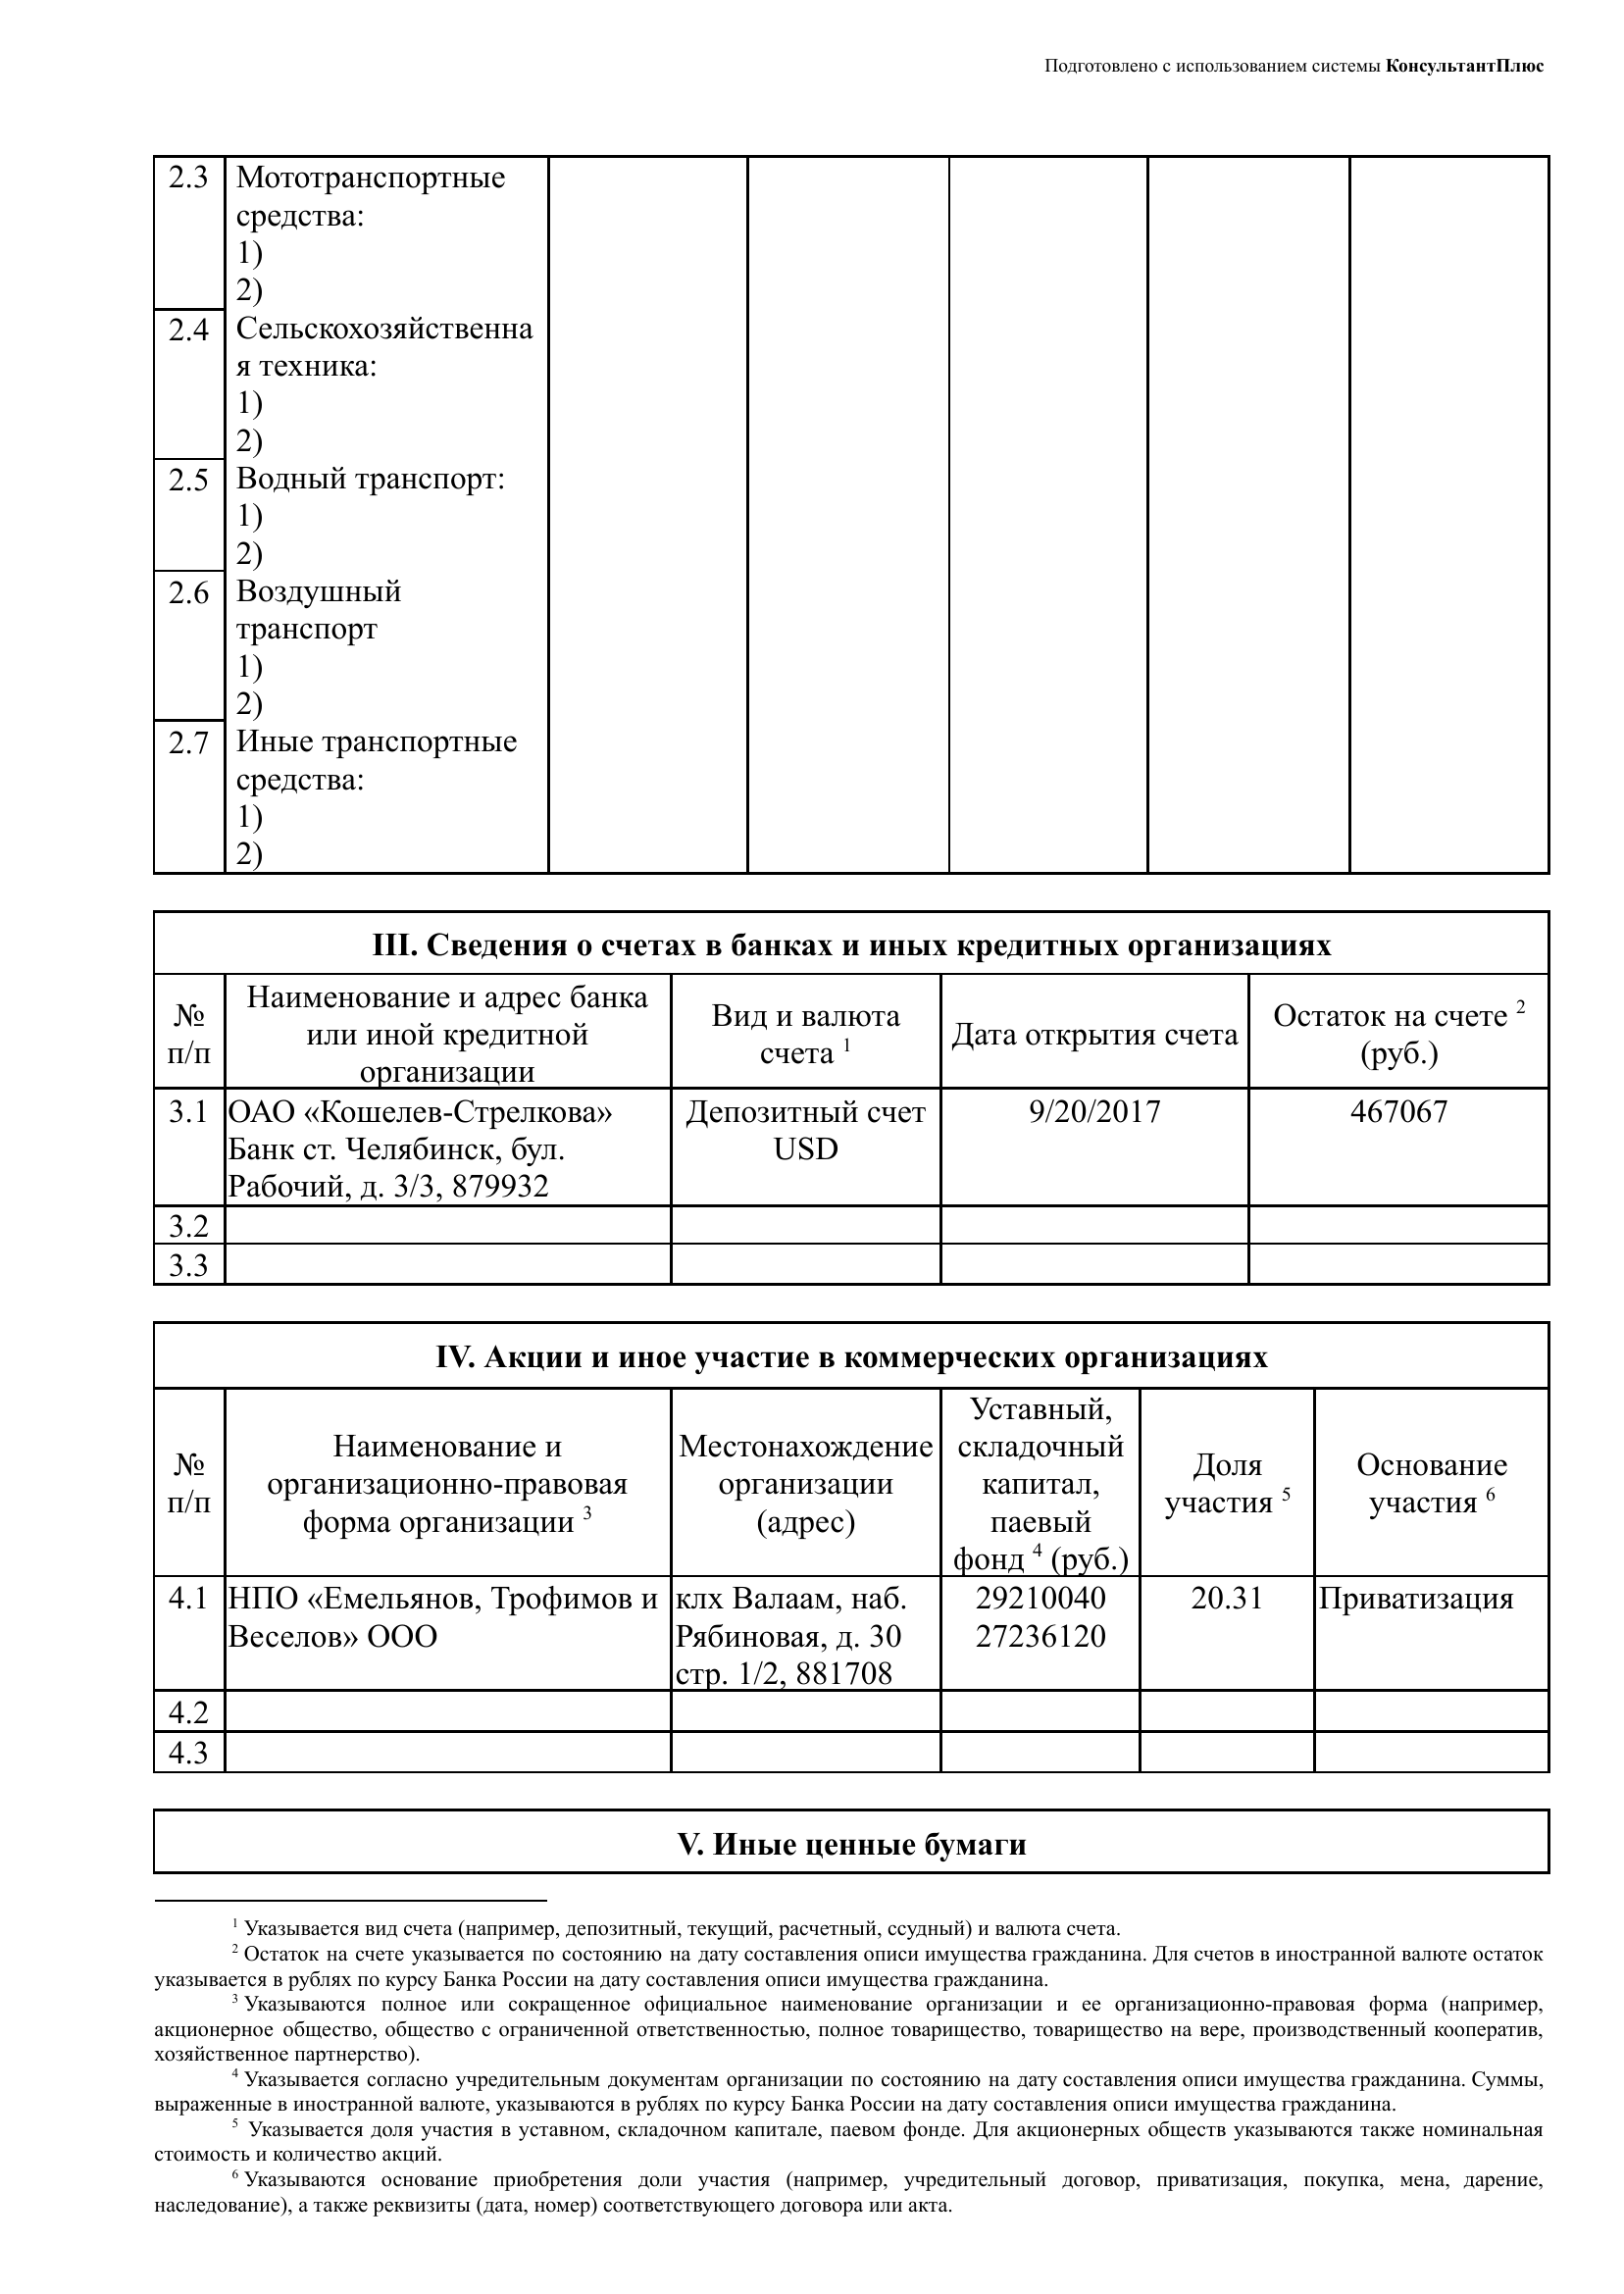 Подготовлено с использованием системы КонсультантПлюс
2.3 Мототранспортные
средства:
1)
2)
2.4 Сельскохозяйственна
я техника:
1)
2)
2.5 Водный транспорт:
1)
2)
2.6 Воздушный
транспорт
1)
2)
2.7 Иные транспортные
средства:
1)
2)
III. Сведения о счетах в банках и иных кредитных организациях
№
п/п
Наименование и адрес банка
или иной кредитной
организации
Вид и валюта
счета 1
Дата открытия счета
Остаток на счете 2
(руб.)
3.1
ОАО «Кошелев-Стрелкова»
Банк ст. Челябинск, бул.
Рабочий, д. 3/3, 879932
Депозитный счет
USD
9/20/2017
467067
3.2
3.3
IV. Акции и иное участие в коммерческих организациях
№
п/п
Наименование и
организационно-правовая
форма организации 3
Местонахождение
организации
(адрес)
Уставный,
складочный
капитал,
паевый
фонд 4 (руб.)
Доля
участия 5
Основание
участия 6
4.1
НПО «Емельянов, Трофимов и
Веселов» ООО
клх Валаам, наб.
Рябиновая, д. 30
стр. 1/2, 881708
29210040
27236120
20.31
Приватизация
4.2
4.3
V. Иные ценные бумаги
1 Указывается вид счета (например, депозитный, текущий, расчетный, ссудный) и валюта счета.
2 Остаток на счете указывается по состоянию на дату составления описи имущества гражданина. Для счетов в иностранной валюте остаток
указывается в рублях по курсу Банка России на дату составления описи имущества гражданина.
3 Указываются полное или сокращенное официальное наименование организации и ее организационно-правовая форма (например,
акционерное общество, общество с ограниченной ответственностью, полное товарищество, товарищество на вере, производственный кооператив,
хозяйственное партнерство).
4 Указывается согласно учредительным документам организации по состоянию на дату составления описи имущества гражданина. Суммы,
выраженные в иностранной валюте, указываются в рублях по курсу Банка России на дату составления описи имущества гражданина.
5 Указывается доля участия в уставном, складочном капитале, паевом фонде. Для акционерных обществ указываются также номинальная
стоимость и количество акций.
6 Указываются основание приобретения доли участия (например, учредительный договор, приватизация, покупка, мена, дарение,
наследование), а также реквизиты (дата, номер) соответствующего договора или акта.